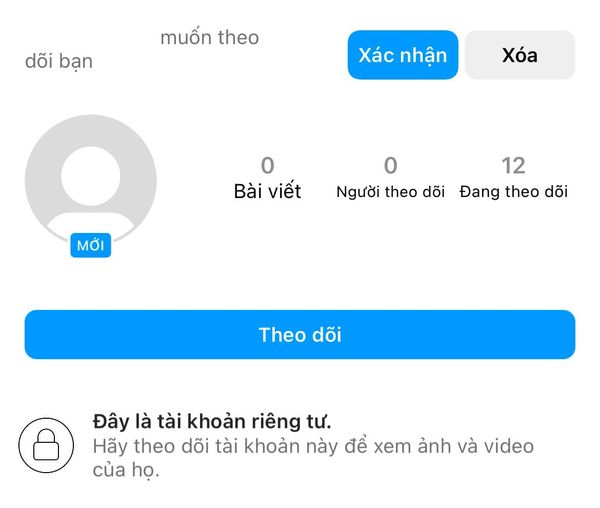 muốn theo
dõi bạn
Xác nhận
Xóa
0
0
12
Bài viết
Người theo dõi
Đang theo dõi
MỚI
Theo dõi
Đây là tài khoản riêng tư.
Hãy theo dõi tài khoản này để xem ảnh và video
của họ.